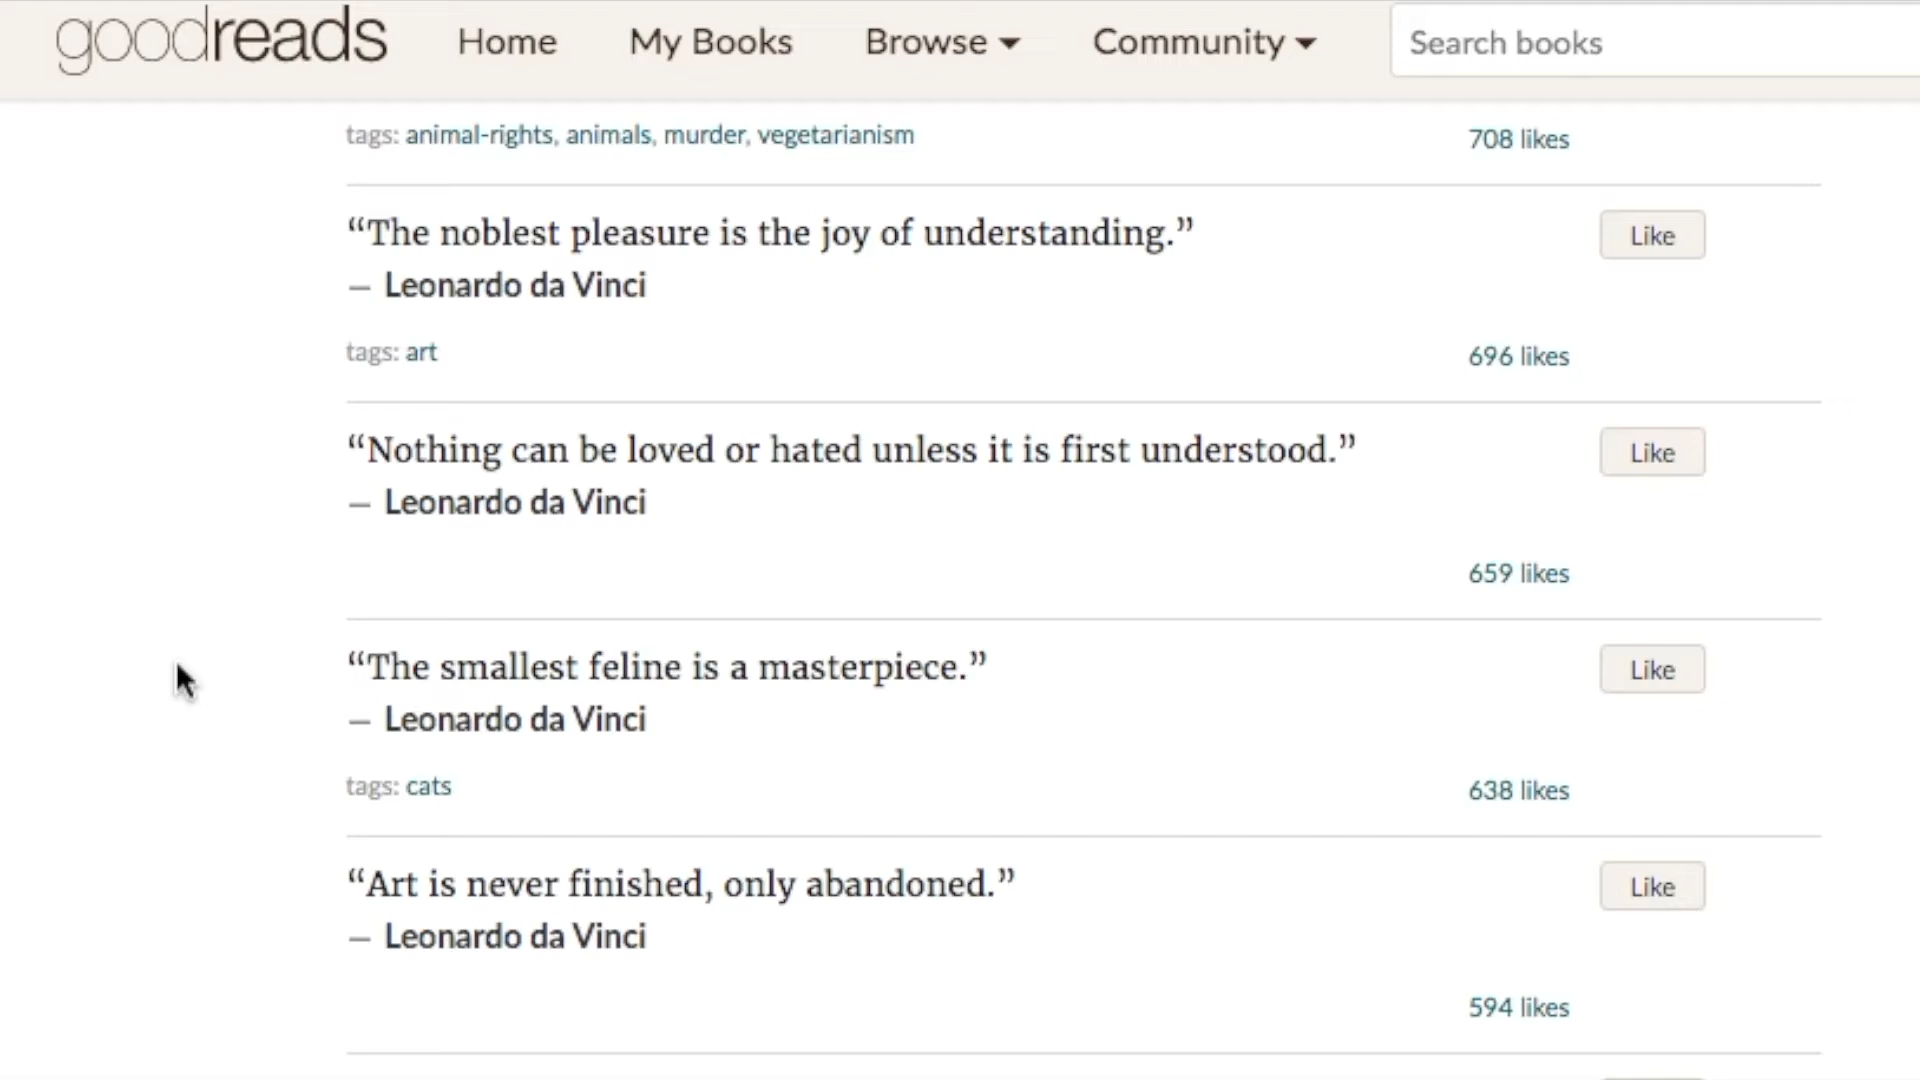 goodreads Home My Books Browse Community Search books
tags: animal-rights, animals, murder, vegetarianism 708 likes
“The noblest pleasure is the joy of understanding.” Like
— Leonardo da Vinci
tags: art 696 likes
“Nothing can be loved or hated unless it is first understood.” Like
— Leonardo da Vinci
659 likes
“The smallest feline is a masterpiece.” Like
— Leonardo da Vinci
tags: cats 638 likes
“Art is never finished, only abandoned.” Like
— Leonardo da Vinci
594 likes